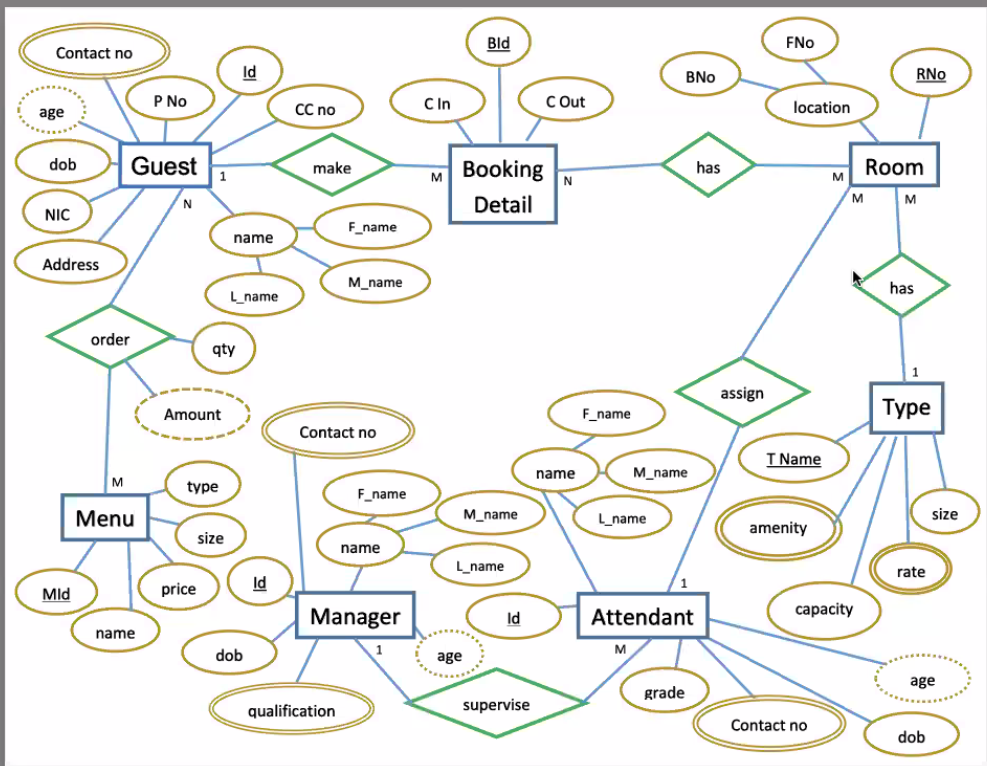 Contact no
age
P No
Id
CC no
dob
NIC
Address
Guest
1
N
name
F_name
M_name
L_name
make
M
BId
C In
C Out
Booking
Detail
N
has
M
FNo
BNo
location
RNo
Room
M
M
has
1
Type
T Name
amenity
capacity
rate
size
order
qty
Amount
M
Menu
type
size
price
name
MId
Contact no
F_name
M_name
L_name
name
Id
Manager
dob
qualification
age
1
supervise
M
assign
1
Attendant
F_name
name
M_name
L_name
Id
grade
Contact no
dob
age